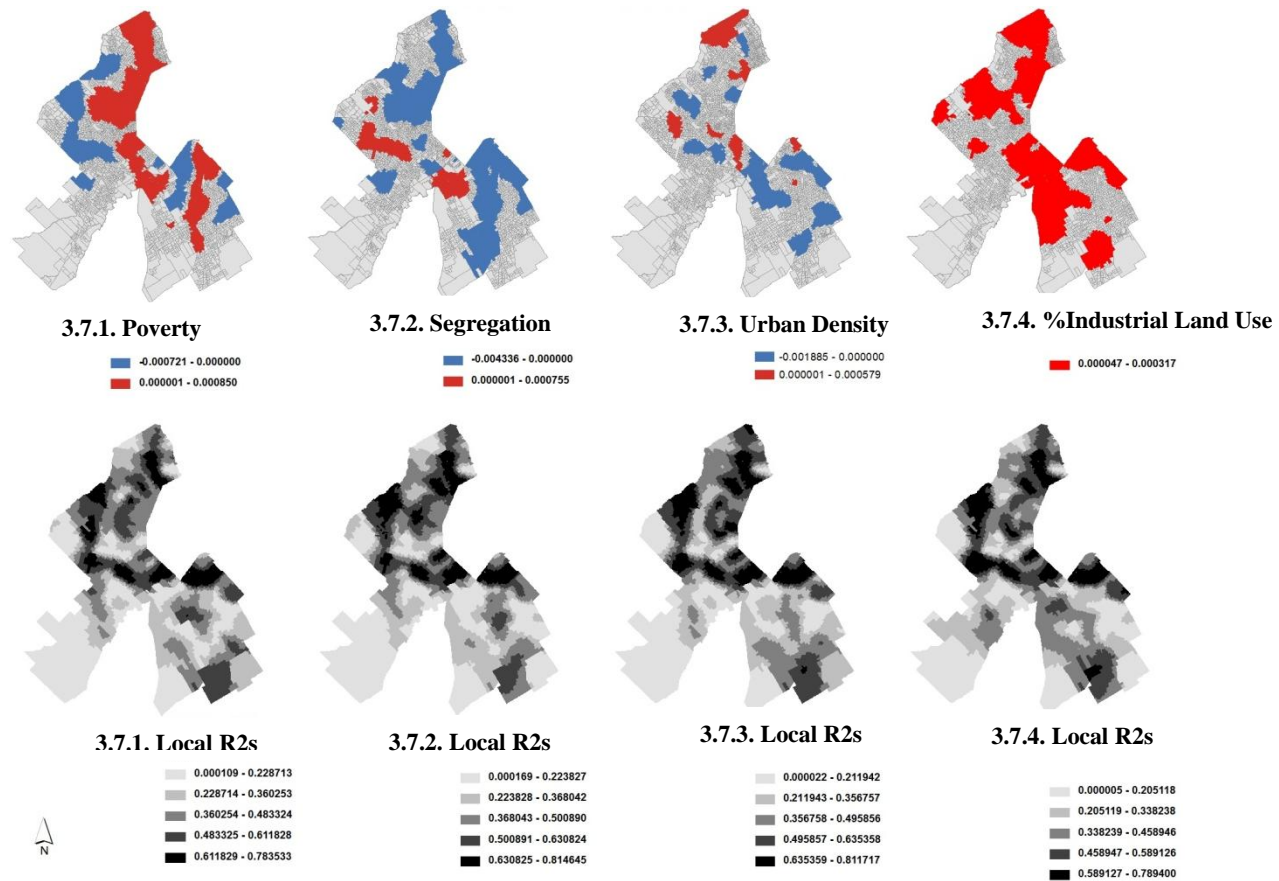 3.7.1. Poverty
3.7.2. Segregation
3.7.3. Urban Density
3.7.4. %Industrial Land Use
-0.000721 - 0.000000
0.000001 - 0.000850
-0.004336 - 0.000000
0.000001 - 0.000755
-0.001885 - 0.000000
0.000001 - 0.000579
0.000047 - 0.000317
3.7.1. Local R2s
3.7.2. Local R2s
3.7.3. Local R2s
3.7.4. Local R2s
0.000109 - 0.228713
0.228714 - 0.360253
0.360254 - 0.483324
0.483325 - 0.611828
0.611829 - 0.783533
0.000169 - 0.223827
0.223828 - 0.368042
0.368043 - 0.500890
0.500891 - 0.630824
0.630825 - 0.814645
0.000022 - 0.211942
0.211943 - 0.356757
0.356758 - 0.495856
0.495857 - 0.635358
0.635359 - 0.811717
0.000005 - 0.205118
0.205119 - 0.338238
0.338239 - 0.458946
0.458947 - 0.589126
0.589127 - 0.789400
N